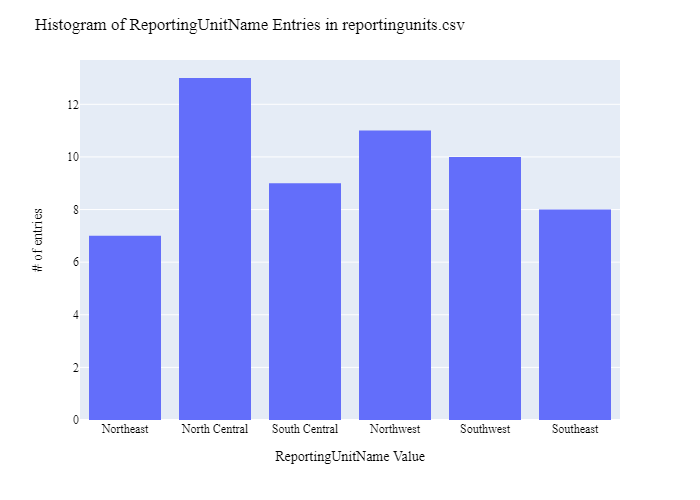 Histogram of ReportingUnitName Entries in reportingunits.csv
# of entries
12
10
8
6
4
2
0
Northeast North Central South Central Northwest Southwest Southeast
ReportingUnitName Value